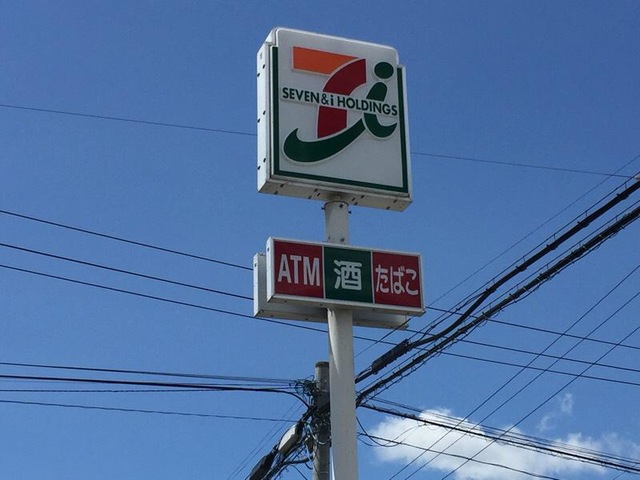 SEVEN&i HOLDINGS
ATM 酒 たばこ